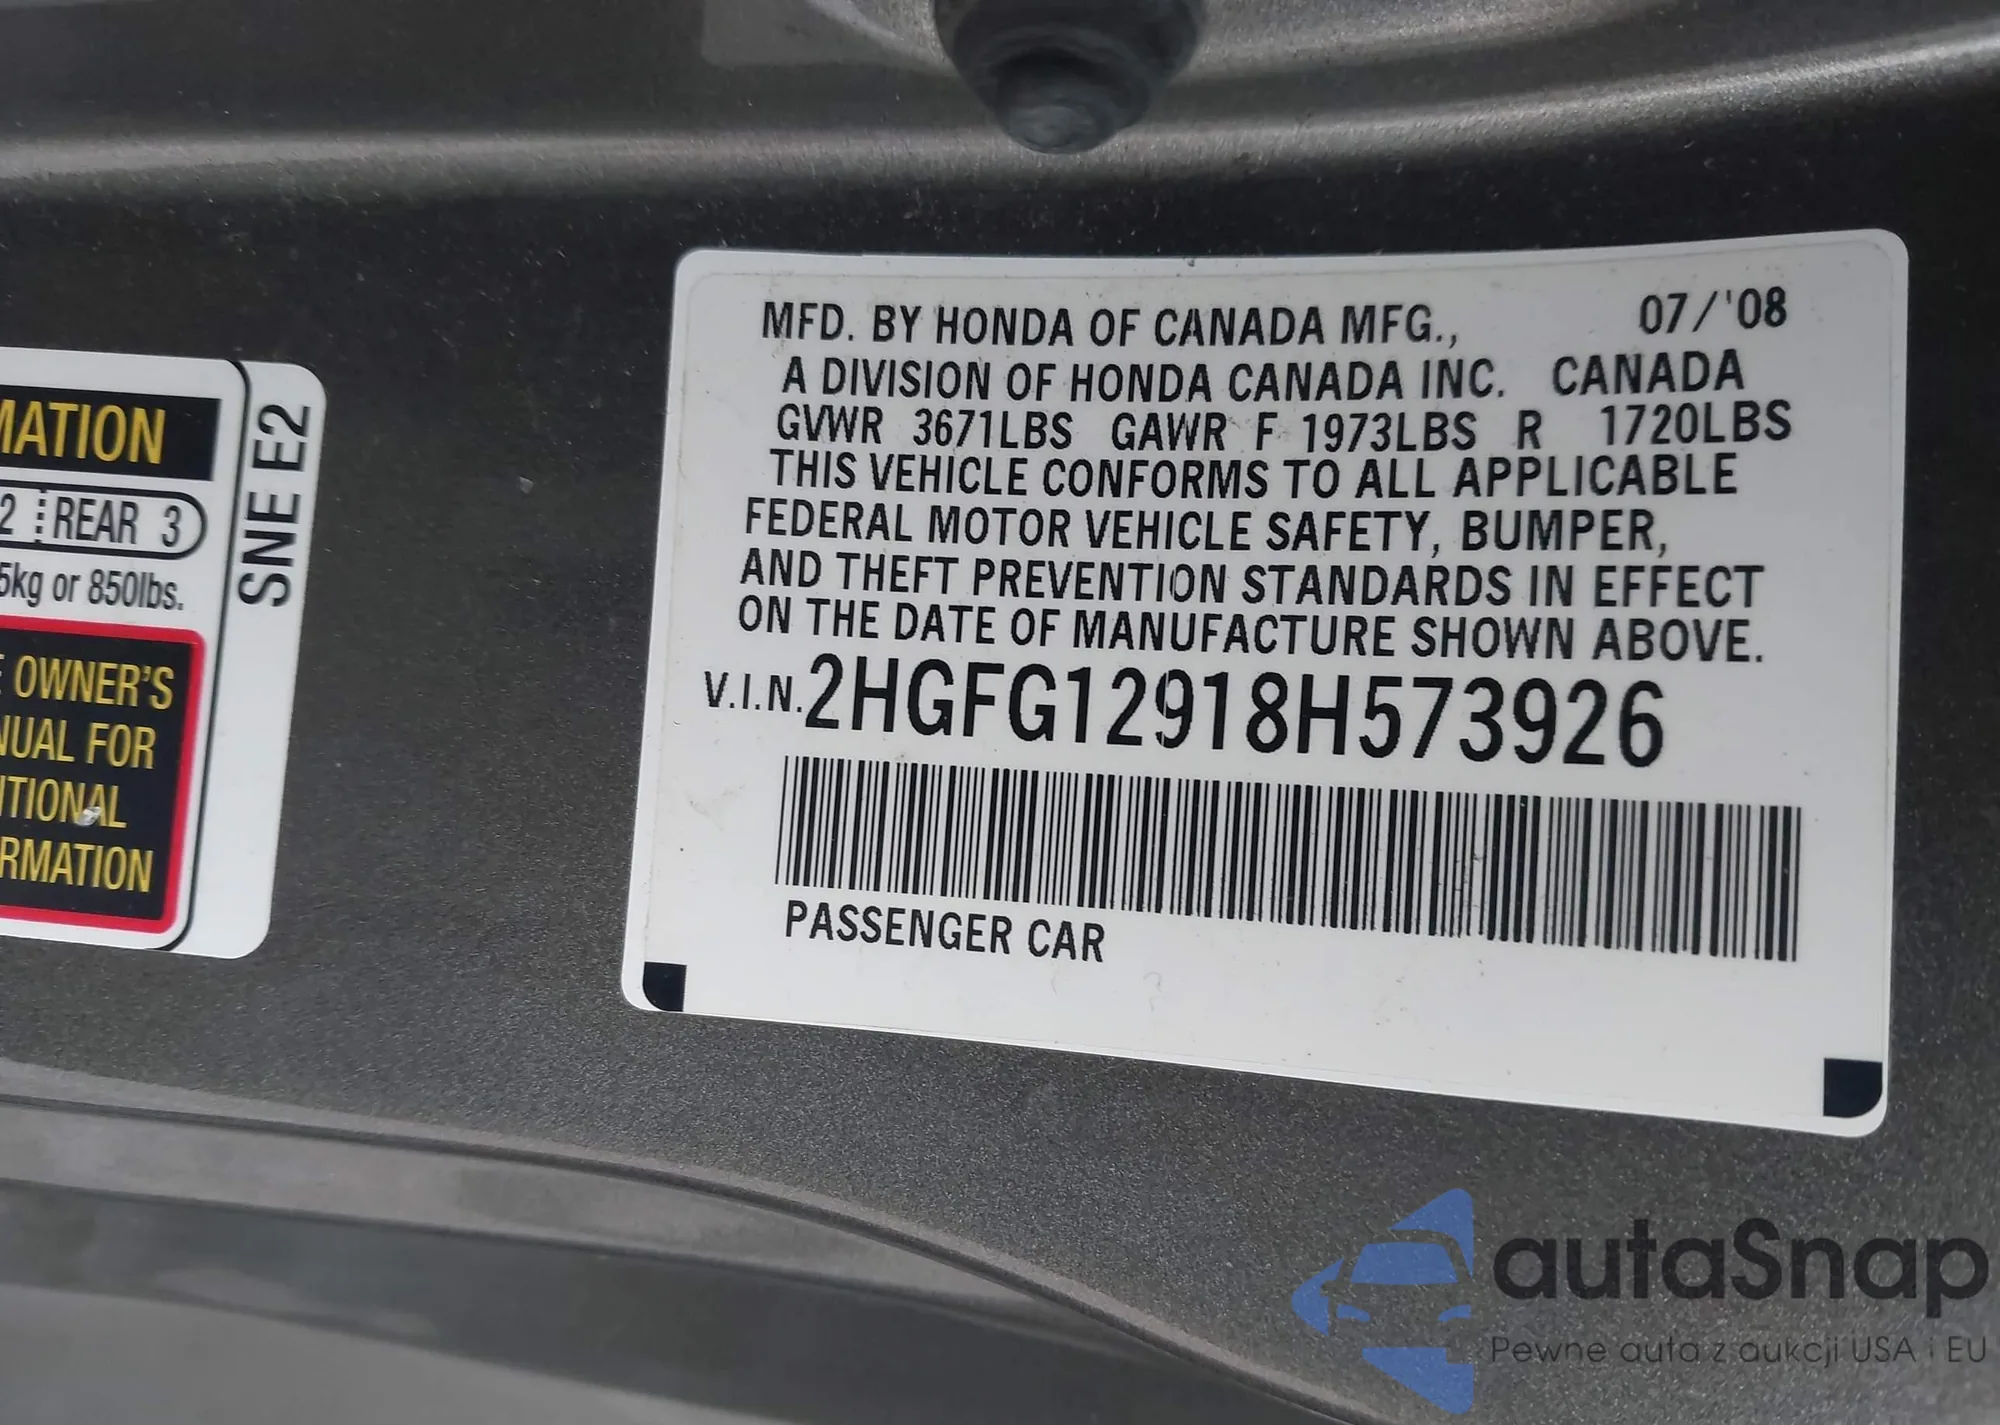 MATION
2 REAR 3
5kg or 850lbs.
E OWNER'S
NUAL FOR
ITIONAL
RMATION
SNE E2
MFD. BY HONDA OF CANADA MFG., 07/'08
A DIVISION OF HONDA CANADA INC. CANADA
GVWR 3671LBS GAWR F 1973LBS R 1720LBS
THIS VEHICLE CONFORMS TO ALL APPLICABLE
FEDERAL MOTOR VEHICLE SAFETY, BUMPER,
AND THEFT PREVENTION STANDARDS IN EFFECT
ON THE DATE OF MANUFACTURE SHOWN ABOVE.
V.I.N. 2HGFG12918H573926
PASSENGER CAR
autaSnap
Pewne auta z aukcji USA i EU